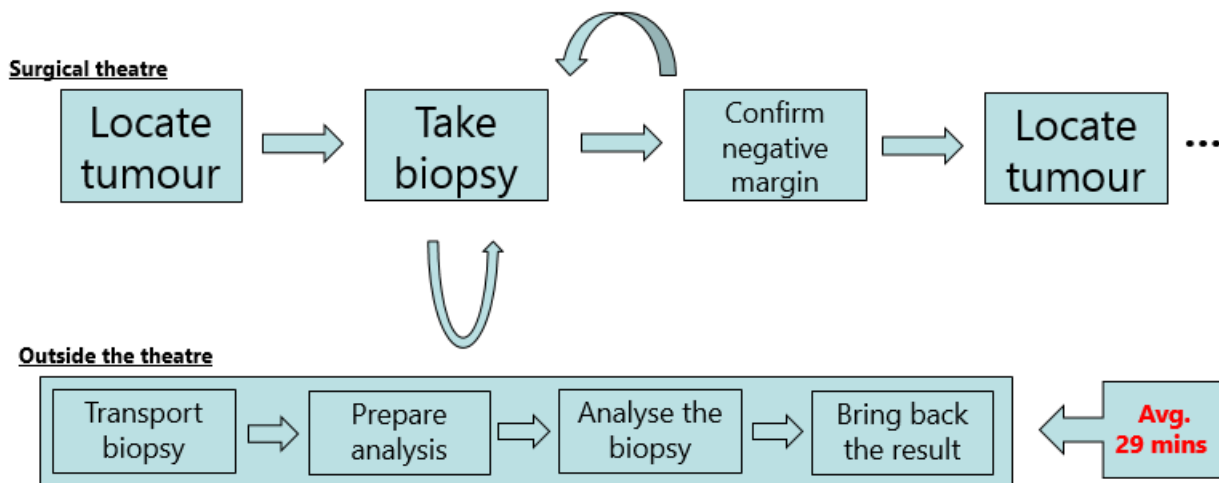 Surgical theatre
Locate
tumour
Take
biopsy
Confirm
negative
margin
Locate
tumour
...
Outside the theatre
Transport
biopsy
Prepare
analysis
Analyse the
biopsy
Bring back
the result
Avg.
29 mins